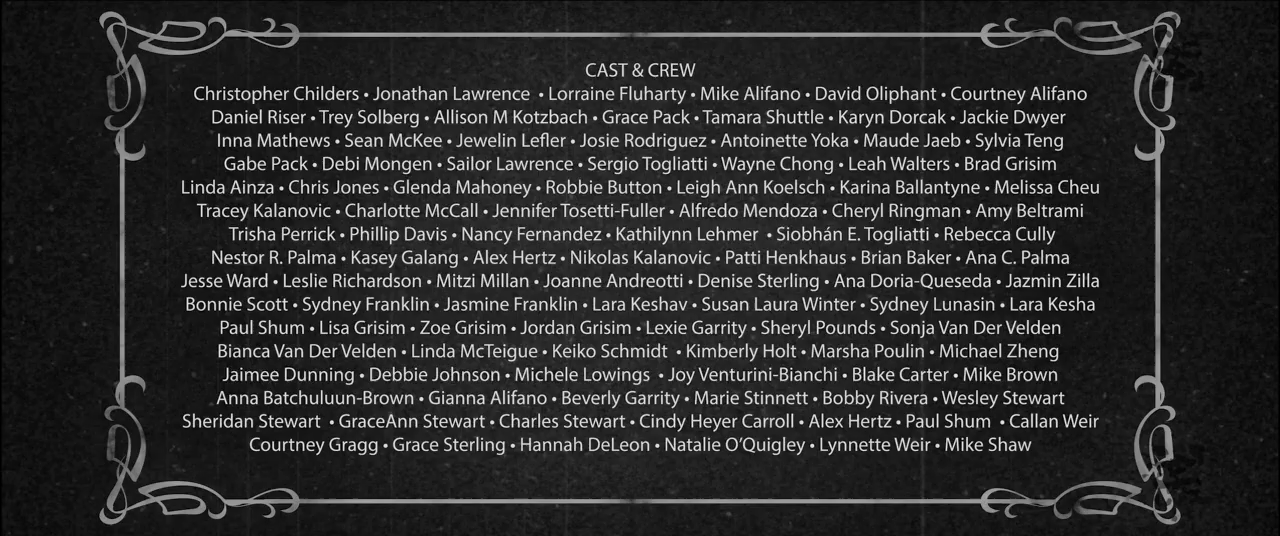 CAST & CREW
Christopher Childers • Jonathan Lawrence • Lorraine Fluharty • Mike Alifano • David Oliphant • Courtney Alifano
Daniel Riser • Trey Solberg • Allison M Kotzbach • Grace Pack • Tamara Shuttle • Karyn Dorcak • Jackie Dwyer
Inna Mathews • Sean McKee • Jewelin Lefler • Josie Rodriguez • Antoinette Yoka • Maude Jaeb • Sylvia Teng
Gabe Pack • Debi Mongen • Sailor Lawrence • Sergio Togliatti • Wayne Chong • Leah Walters • Brad Grisim
Linda Ainza • Chris Jones • Glenda Mahoney • Robbie Button • Leigh Ann Koelsch • Karina Ballantyne • Melissa Cheu
Tracey Kalanovic • Charlotte McCall • Jennifer Tosetti-Fuller • Alfredo Mendoza • Cheryl Ringman • Amy Beltrami
Trisha Perrick • Phillip Davis • Nancy Fernandez • Kathilynn Lehmer • Siobhán E. Togliatti • Rebecca Cully
Nestor R. Palma • Kasey Galang • Alex Hertz • Nikolas Kalanovic • Patti Henkhaus • Brian Baker • Ana C. Palma
Jesse Ward • Leslie Richardson • Mitzi Millan • Joanne Andreotti • Denise Sterling • Ana Doria-Queseda • Jazmin Zilla
Bonnie Scott • Sydney Franklin • Jasmine Franklin • Lara Keshav • Susan Laura Winter • Sydney Lunasin • Lara Kesha
Paul Shum • Lisa Grisim • Zoe Grisim • Jordan Grisim • Lexie Garrity • Sheryl Pounds • Sonja Van Der Velden
Bianca Van Der Velden • Linda McTeigue • Keiko Schmidt • Kimberly Holt • Marsha Poulin • Michael Zheng
Jaimee Dunning • Debbie Johnson • Michele Lowings • Joy Venturini-Bianchi • Blake Carter • Mike Brown
Anna Batchuluun-Brown • Gianna Alifano • Beverly Garrity • Marie Stinnett • Bobby Rivera • Wesley Stewart
Sheridan Stewart • GraceAnn Stewart • Charles Stewart • Cindy Heyer Carroll • Alex Hertz • Paul Shum • Callan Weir
Courtney Gragg • Grace Sterling • Hannah DeLeon • Natalie O’Quigley • Lynnette Weir • Mike Shaw